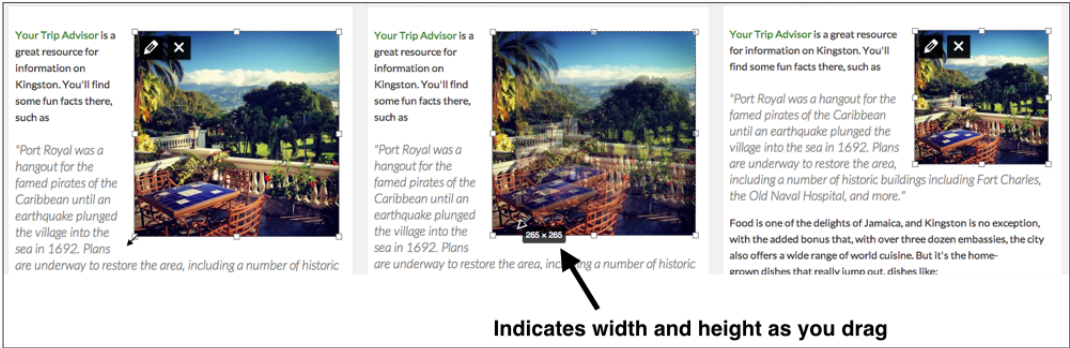 Your Trip Advisor is a
great resource for
information on
Kingston. You'll find
some fun facts there,
such as
"Port Royal was a
hangout for the
famed pirates of the
Caribbean until an
earthquake plunged
the village into the
sea in 1692. Plans
are underway to restore the area, including a number of historic
Your Trip Advisor is a
great resource for
information on
Kingston. You'll find
some fun facts there,
such as
"Port Royal was a
hangout for the
famed pirates of the
Caribbean until an
earthquake plunged
the village into the
sea in 1692. Plans
are underway to restore the area, including a number of historic
265 × 265
Your Trip Advisor is a great resource
for information on Kingston. You'll
find some fun facts there, such as
"Port Royal was a hangout for the
famed pirates of the Caribbean
until an earthquake plunged the
village into the sea in 1692. Plans
are underway to restore the area,
including a number of historic buildings including Fort Charles,
the Old Naval Hospital, and more."
Food is one of the delights of Jamaica, and Kingston is no exception,
with the added bonus that, with over three dozen embassies, the city
also offers a wide range of world cuisine. But it's the home-
grown dishes that really jump out, dishes like:
Indicates width and height as you drag